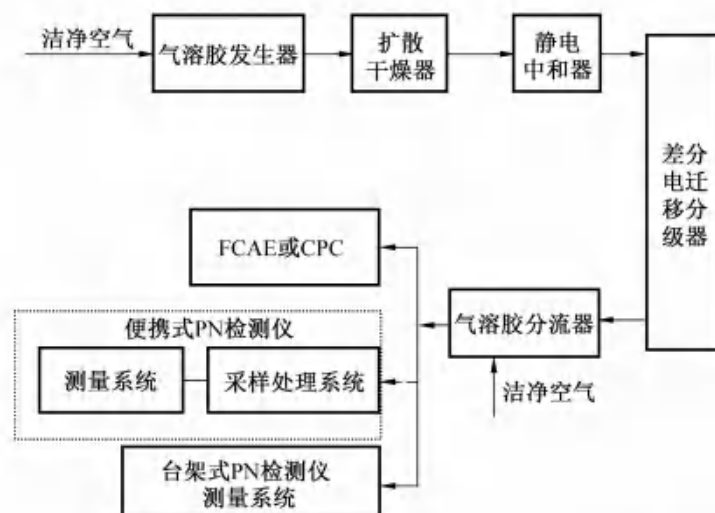 洁净空气
气溶胶发生器
扩散
干燥器
静电
中和器
差分
电迁
移分
级器
FCAE或CPC
气溶胶分流器
便携式PN检测仪
测量系统
采样处理系统
洁净空气
台架式PN检测仪
测量系统